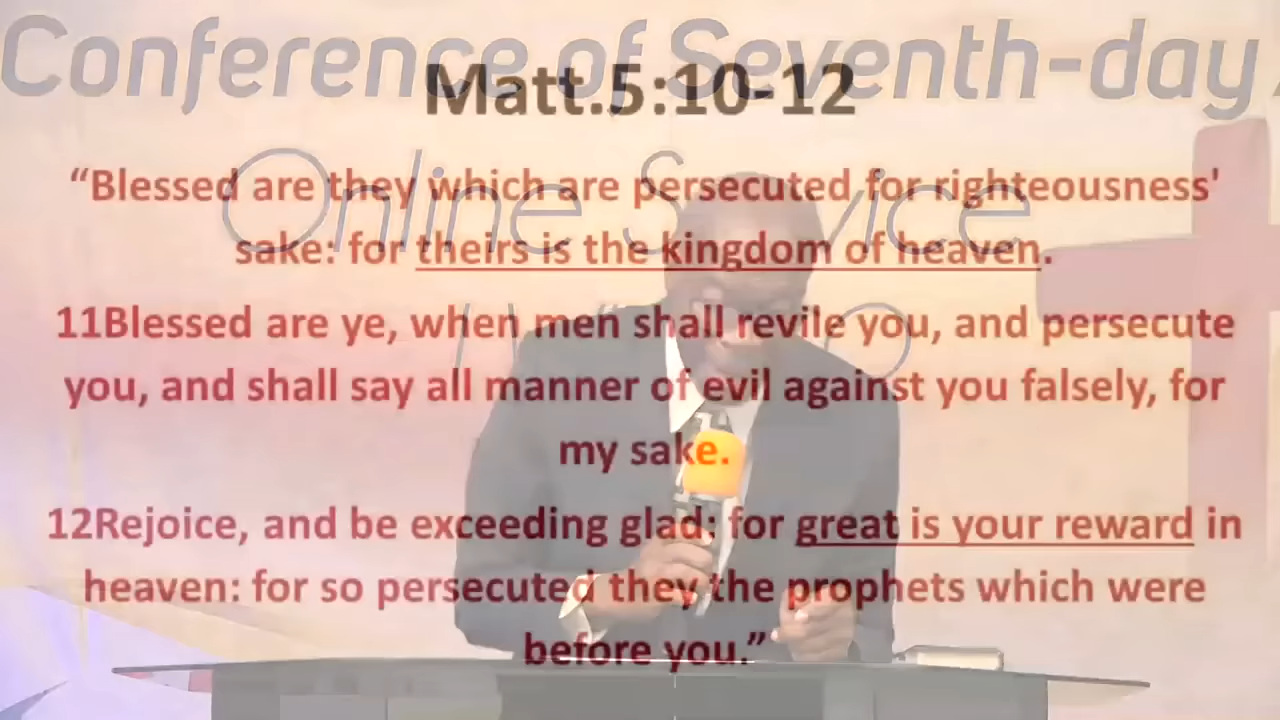 Conference of Seventh-day
Matt.5:10-12
Online Service
“Blessed are they which are persecuted for righteousness'
sake: for theirs is the kingdom of heaven.
11Blessed are ye, when men shall revile you, and persecute
you, and shall say all manner of evil against you falsely, for
my sake.
12Rejoice, and be exceeding glad: for great is your reward in
heaven: for so persecuted they the prophets which were
before you.”